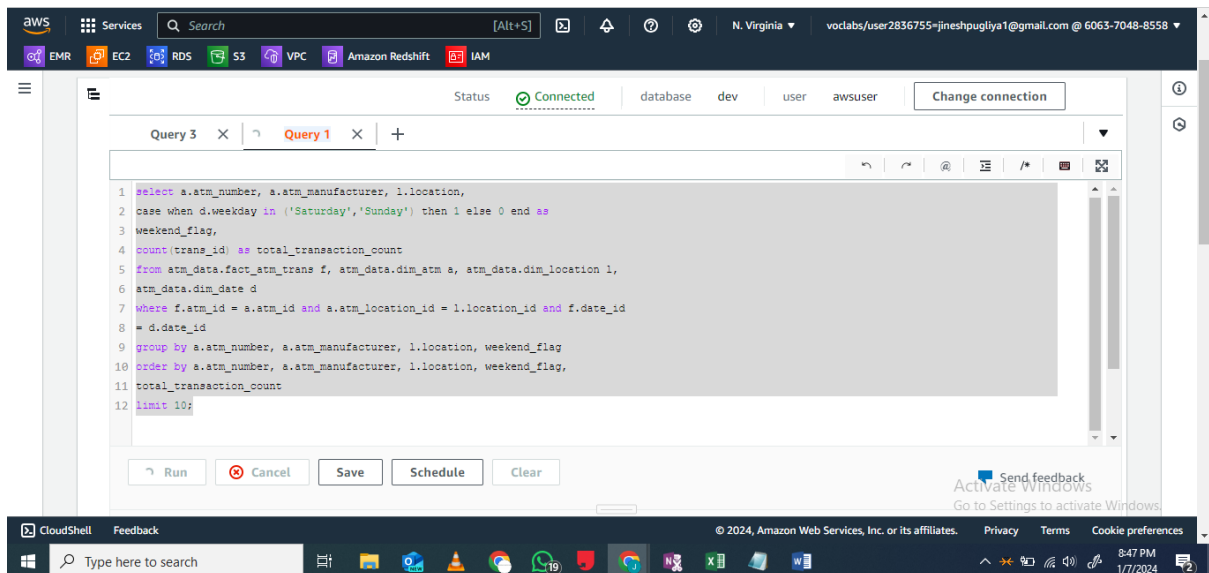 aws
Services
Search
[Alt+S]
N. Virginia
voclabs/user2836755=jineshpugliya1@gmail.com @ 6063-7048-8558
EMR EC2 RDS S3 VPC Amazon Redshift IAM
Status Connected database dev user awsuser Change connection
Query 3 Query 1
1 select a.atm_number, a.atm_manufacturer, l.location,
2 case when d.weekday in ('Saturday','Sunday') then 1 else 0 end as
3 weekend_flag,
4 count(trans_id) as total_transaction_count
5 from atm_data.fact_atm_trans f, atm_data.dim_atm a, atm_data.dim_location l,
6 atm_data.dim_date d
7 where f.atm_id = a.atm_id and a.atm_location_id = l.location_id and f.date_id
8 = d.date_id
9 group by a.atm_number, a.atm_manufacturer, l.location, weekend_flag
10 order by a.atm_number, a.atm_manufacturer, l.location, weekend_flag,
11 total_transaction_count
12 limit 10;
Run Cancel Save Schedule Clear
Send feedback
Activate Windows
Go to Settings to activate Windows.
CloudShell Feedback © 2024, Amazon Web Services, Inc. or its affiliates. Privacy Terms Cookie preferences
Type here to search
19
8:47 PM
1/7/2024
2